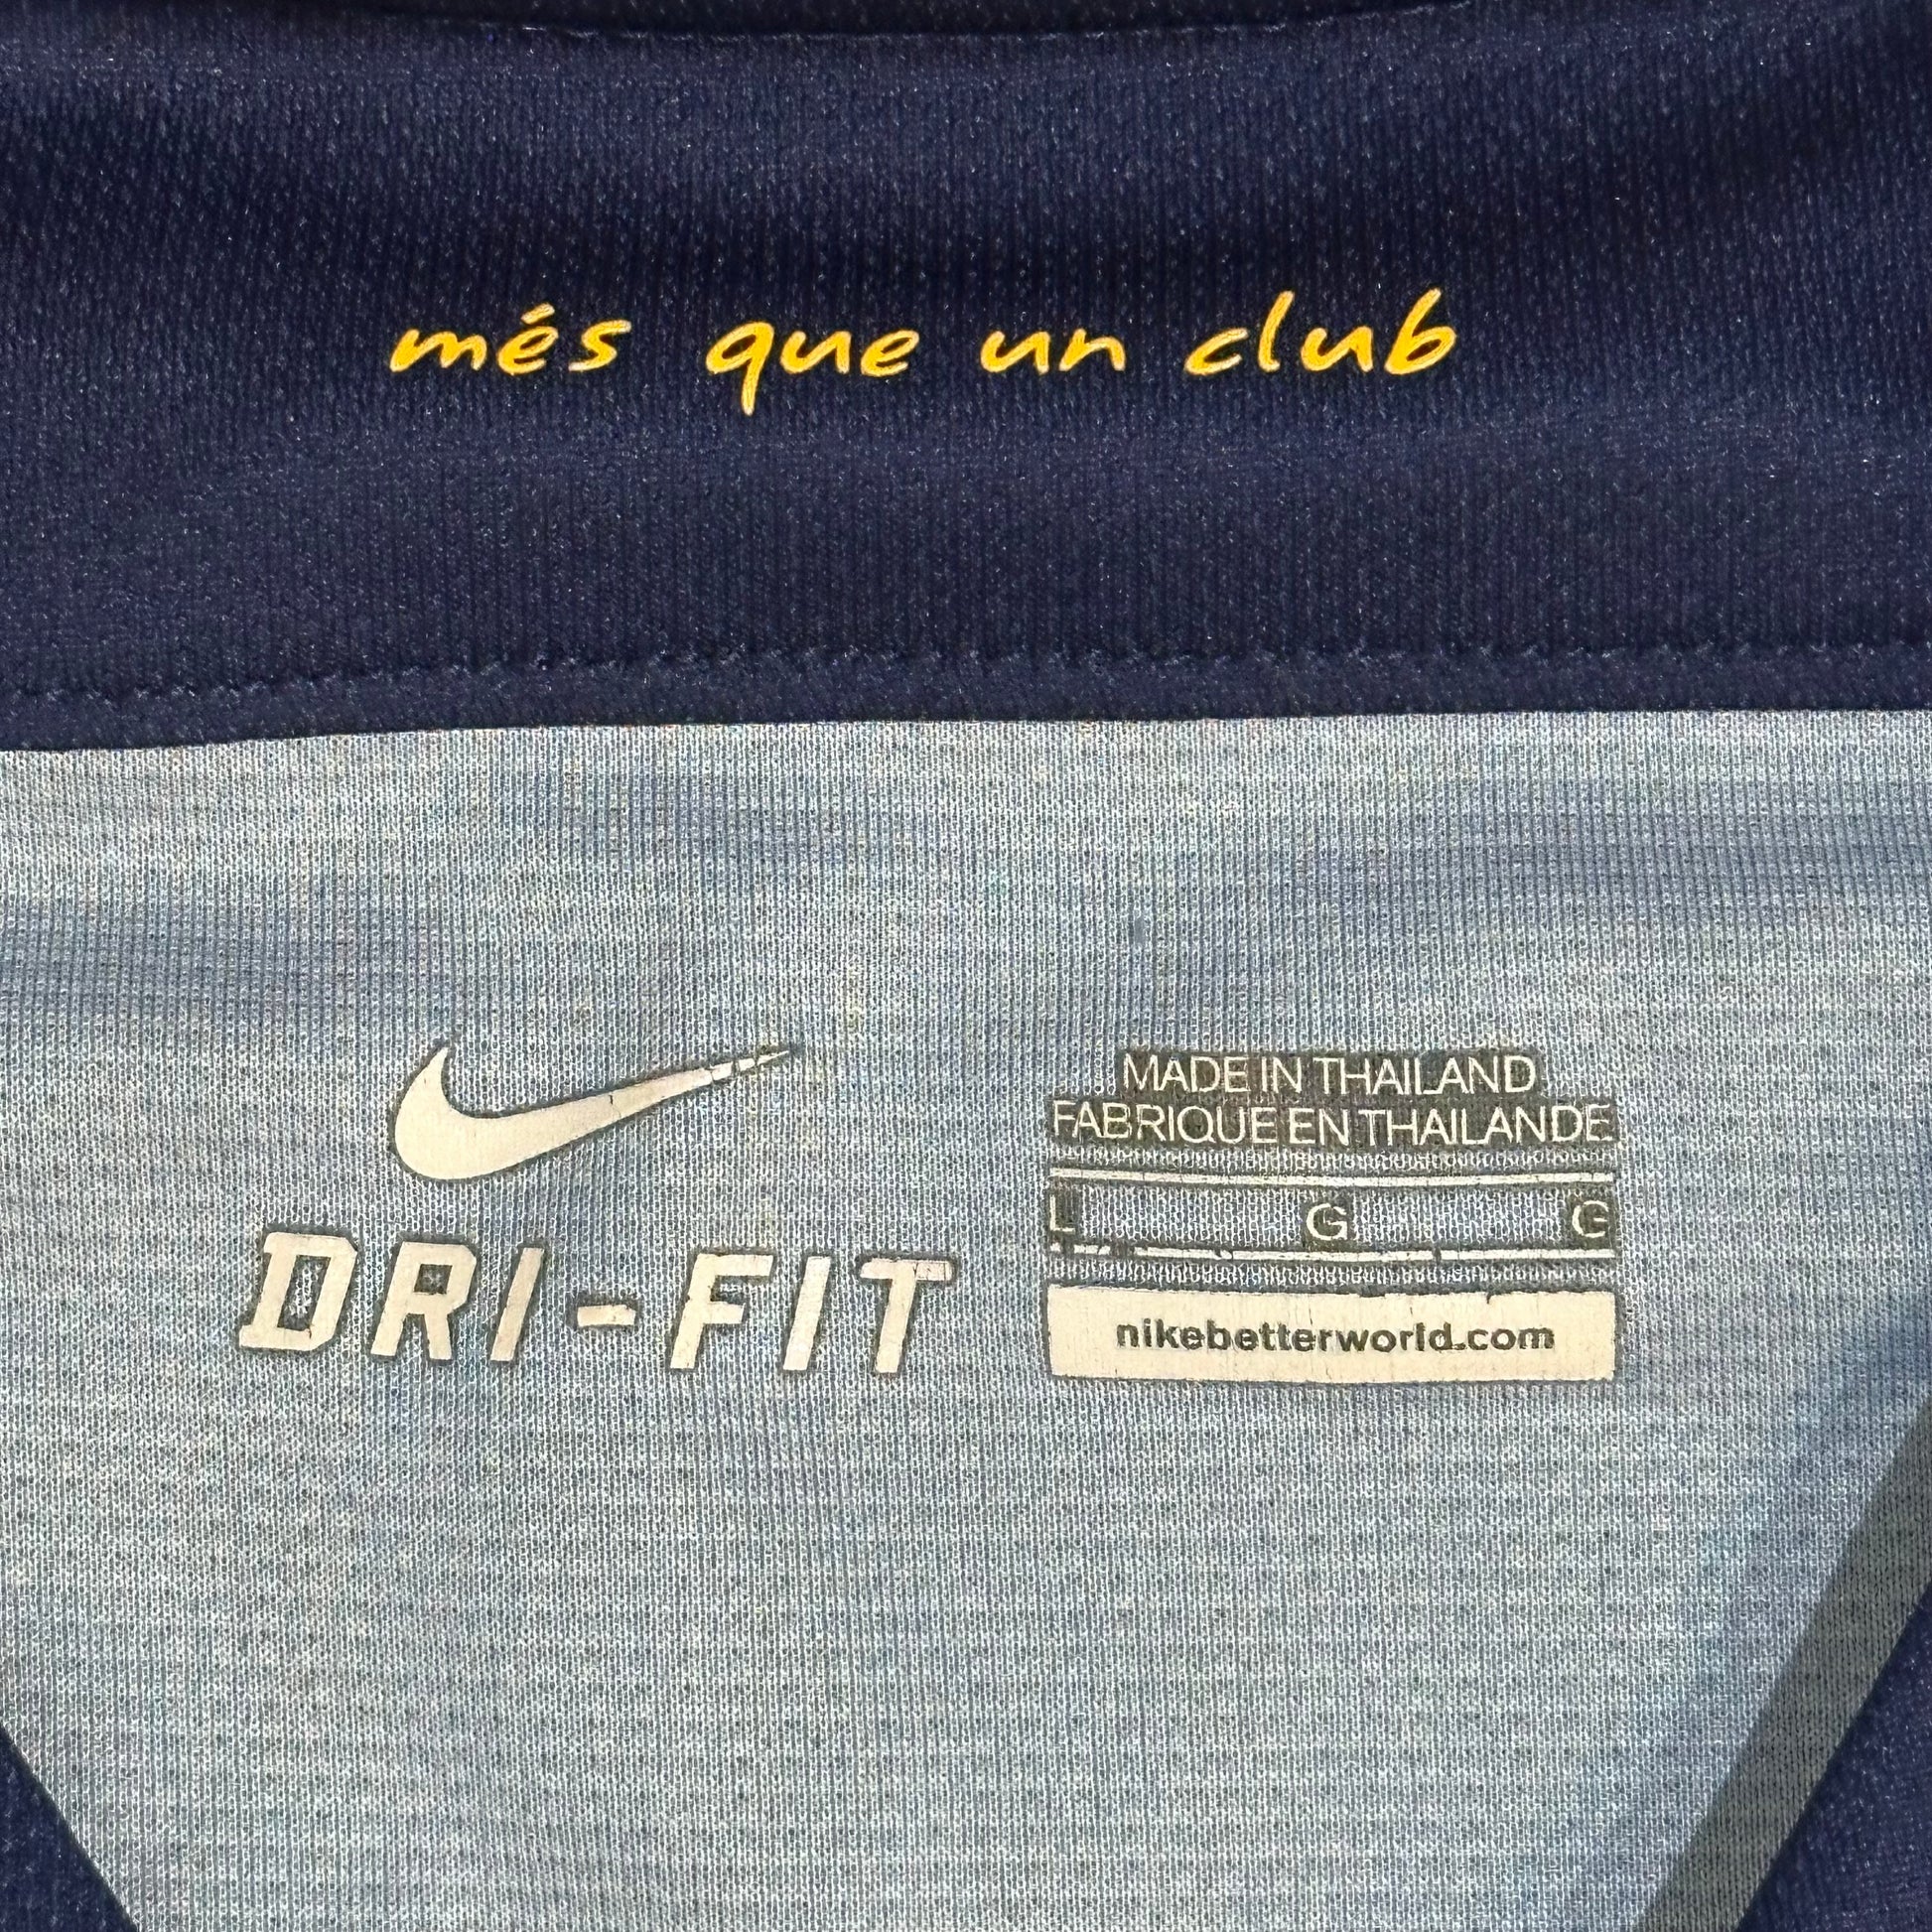 més que un club
DRI-FIT
MADE IN THAILAND
FABRIQUE EN THAILANDE
L G G
nikebetterworld.com